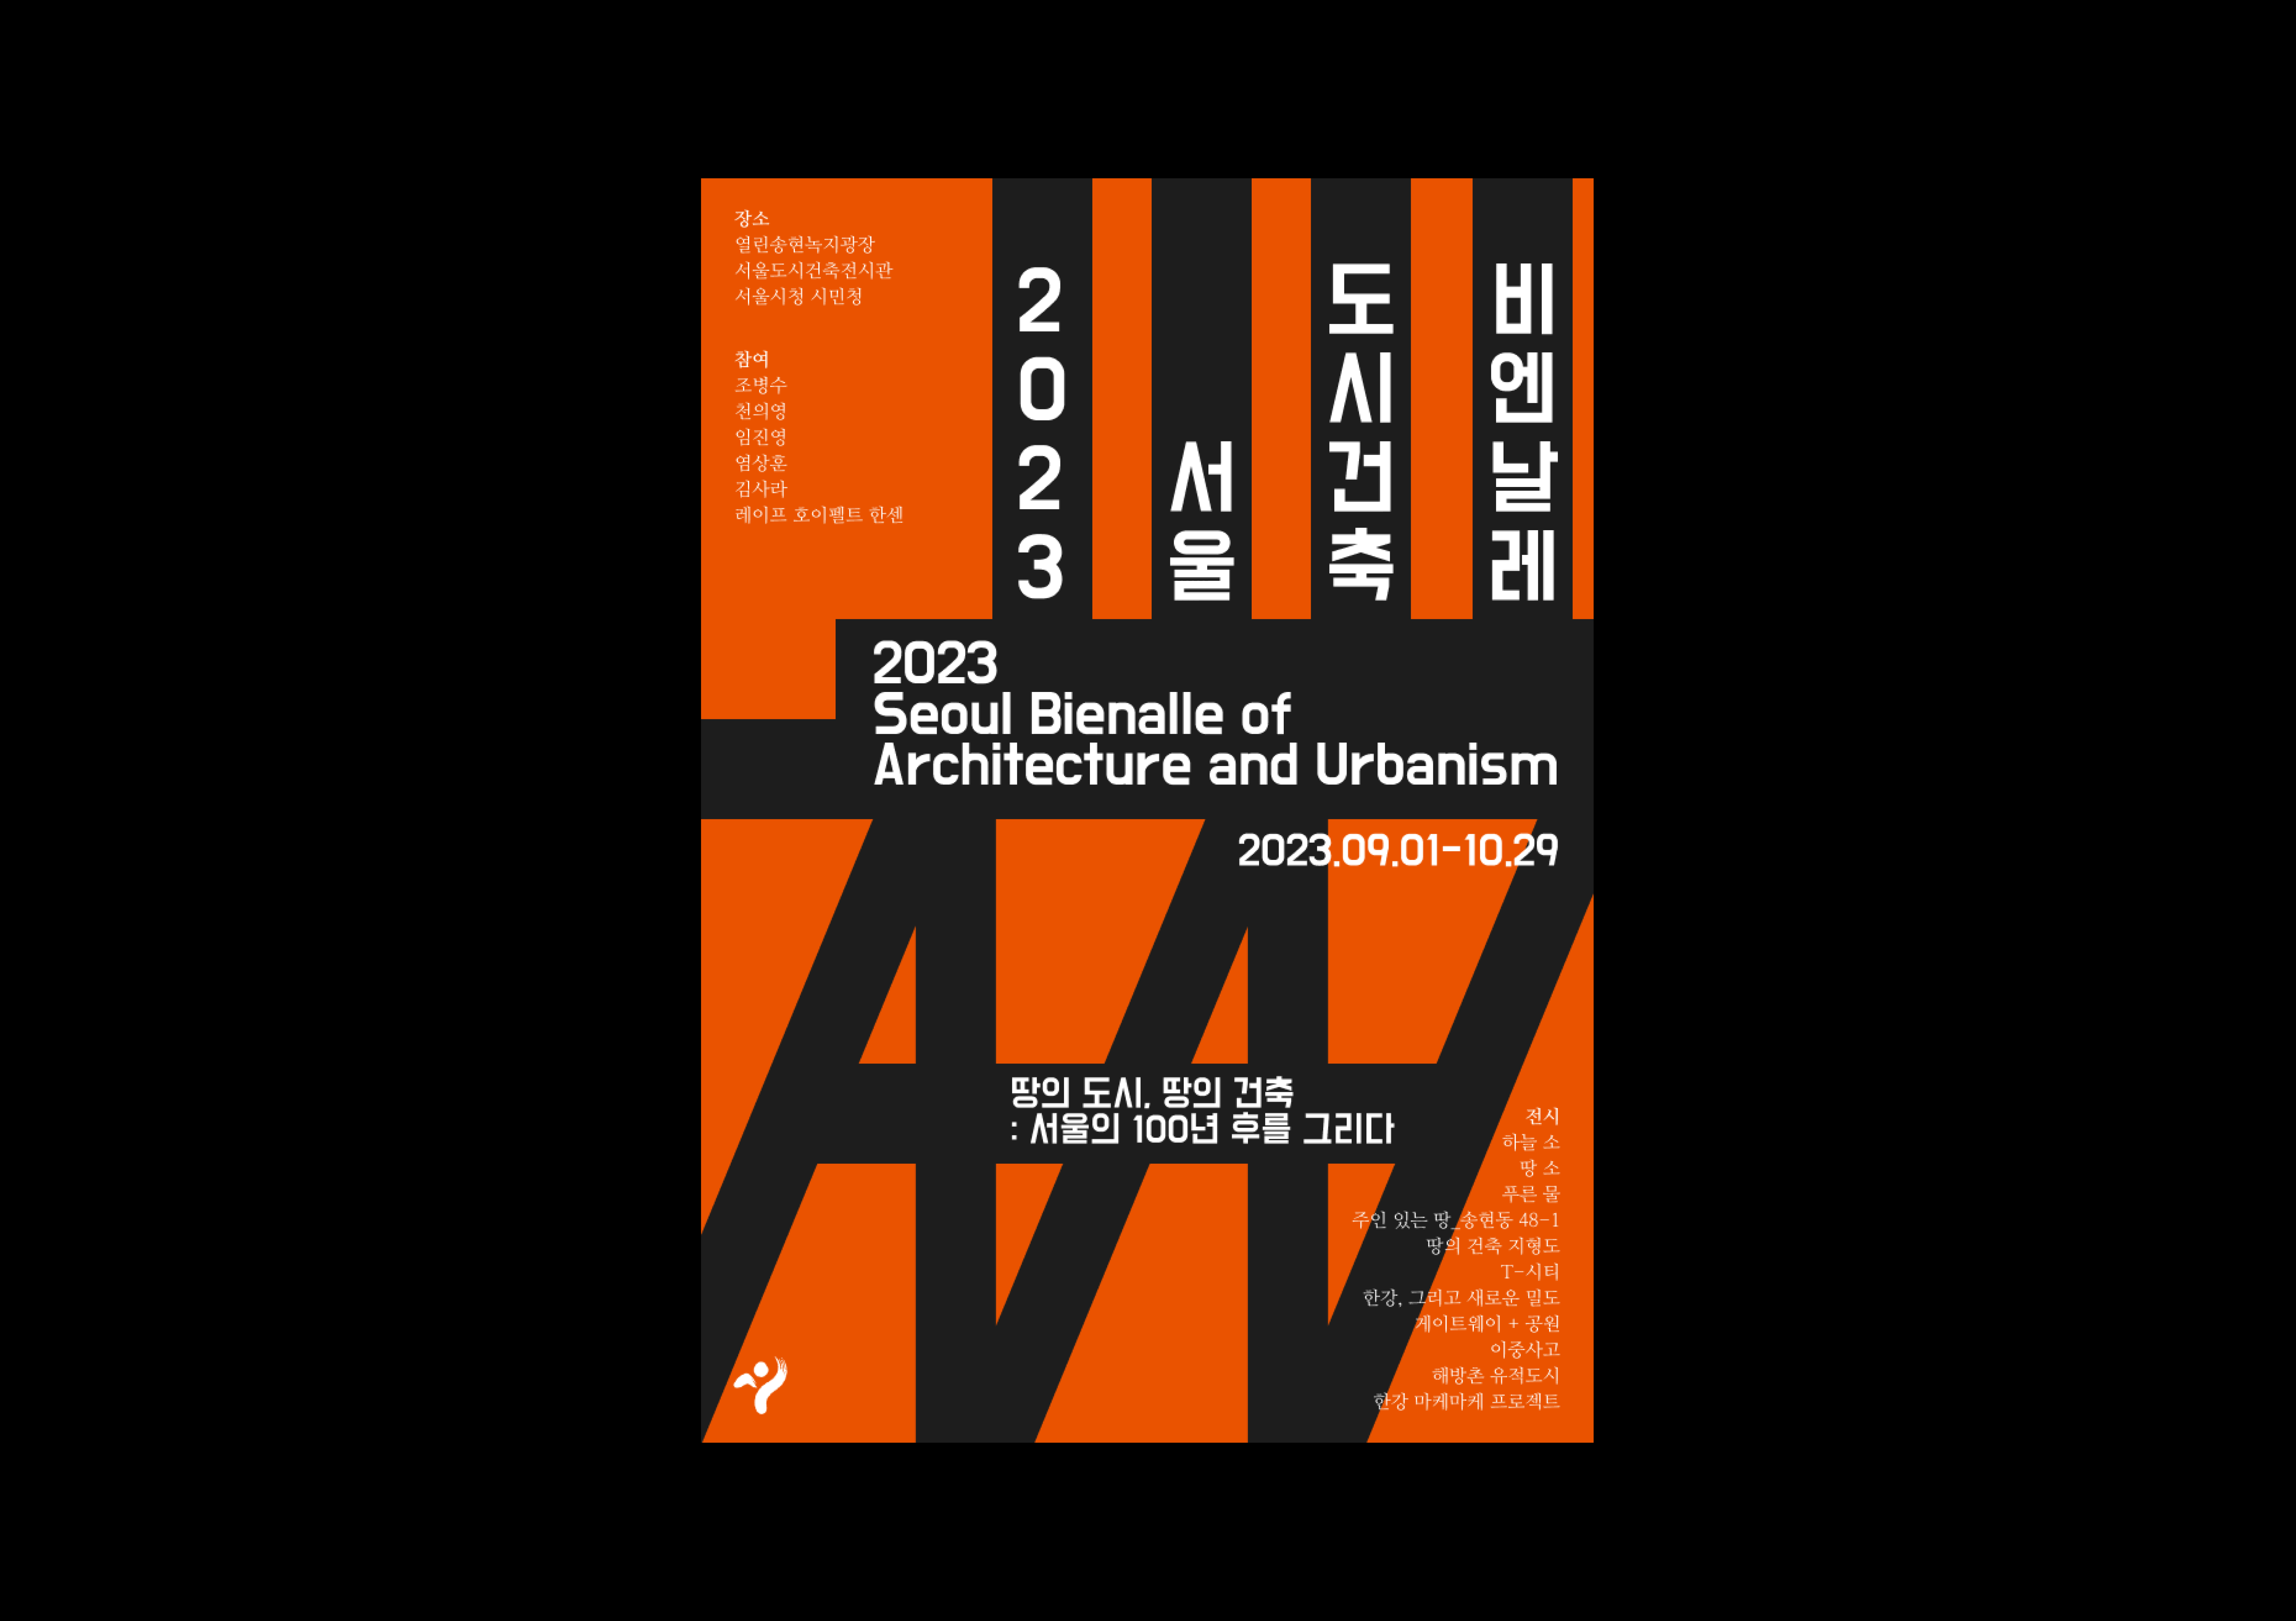 장소
열린송현녹지광장
서울도시건축전시관
서울시청 시민청
참여
조병수
천의영
임진영
염상훈
김사라
레이프 호이펠트 한센
2023
서울
도시건축
비엔날레
2023
Seoul Bienalle of
Architecture and Urbanism
2023.09.01-10.29
땅의 도시, 땅의 건축
: 서울의 100년 후를 그리다
전시
하늘 소
땅 소
푸른 물
주인 있는 땅_송현동 48-1
땅의 건축 지형도
T-시티
한강, 그리고 새로운 밀도
게이트웨이 + 공원
이중사고
해방촌 유적도시
한강 마케마케 프로젝트